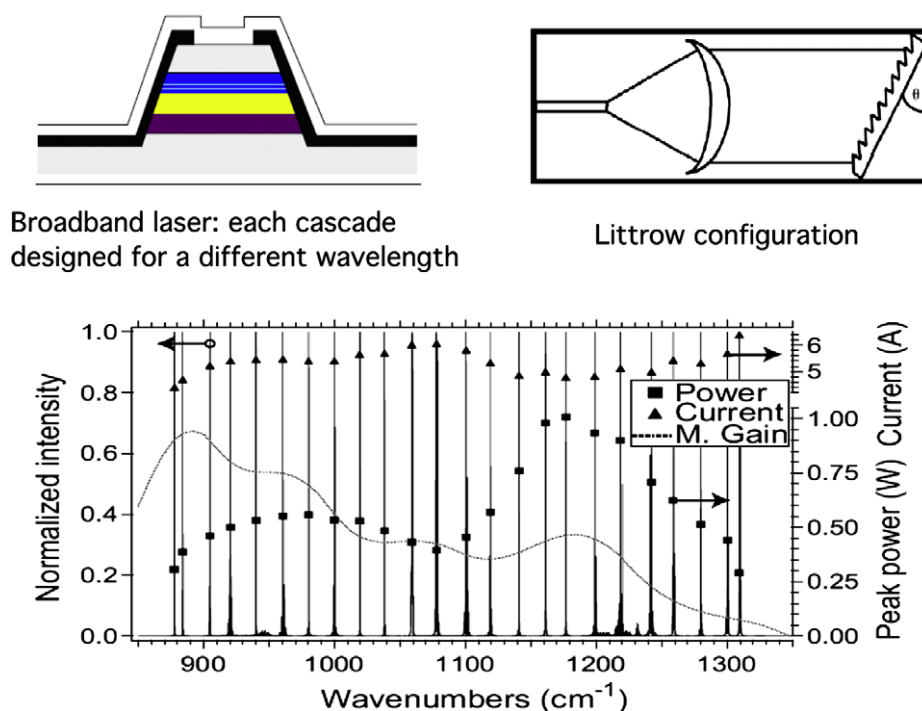 Broadband laser: each cascade
designed for a different wavelength
θ
Littrow configuration
Normalized intensity
1.0
0.8
0.6
0.4
0.2
0.0
Power
Current
M. Gain
6
5
1.00
0.75
0.50
0.25
0.00
Peak power (W) Current (A)
900 1000 1100 1200 1300
Wavenumbers (cm⁻¹)